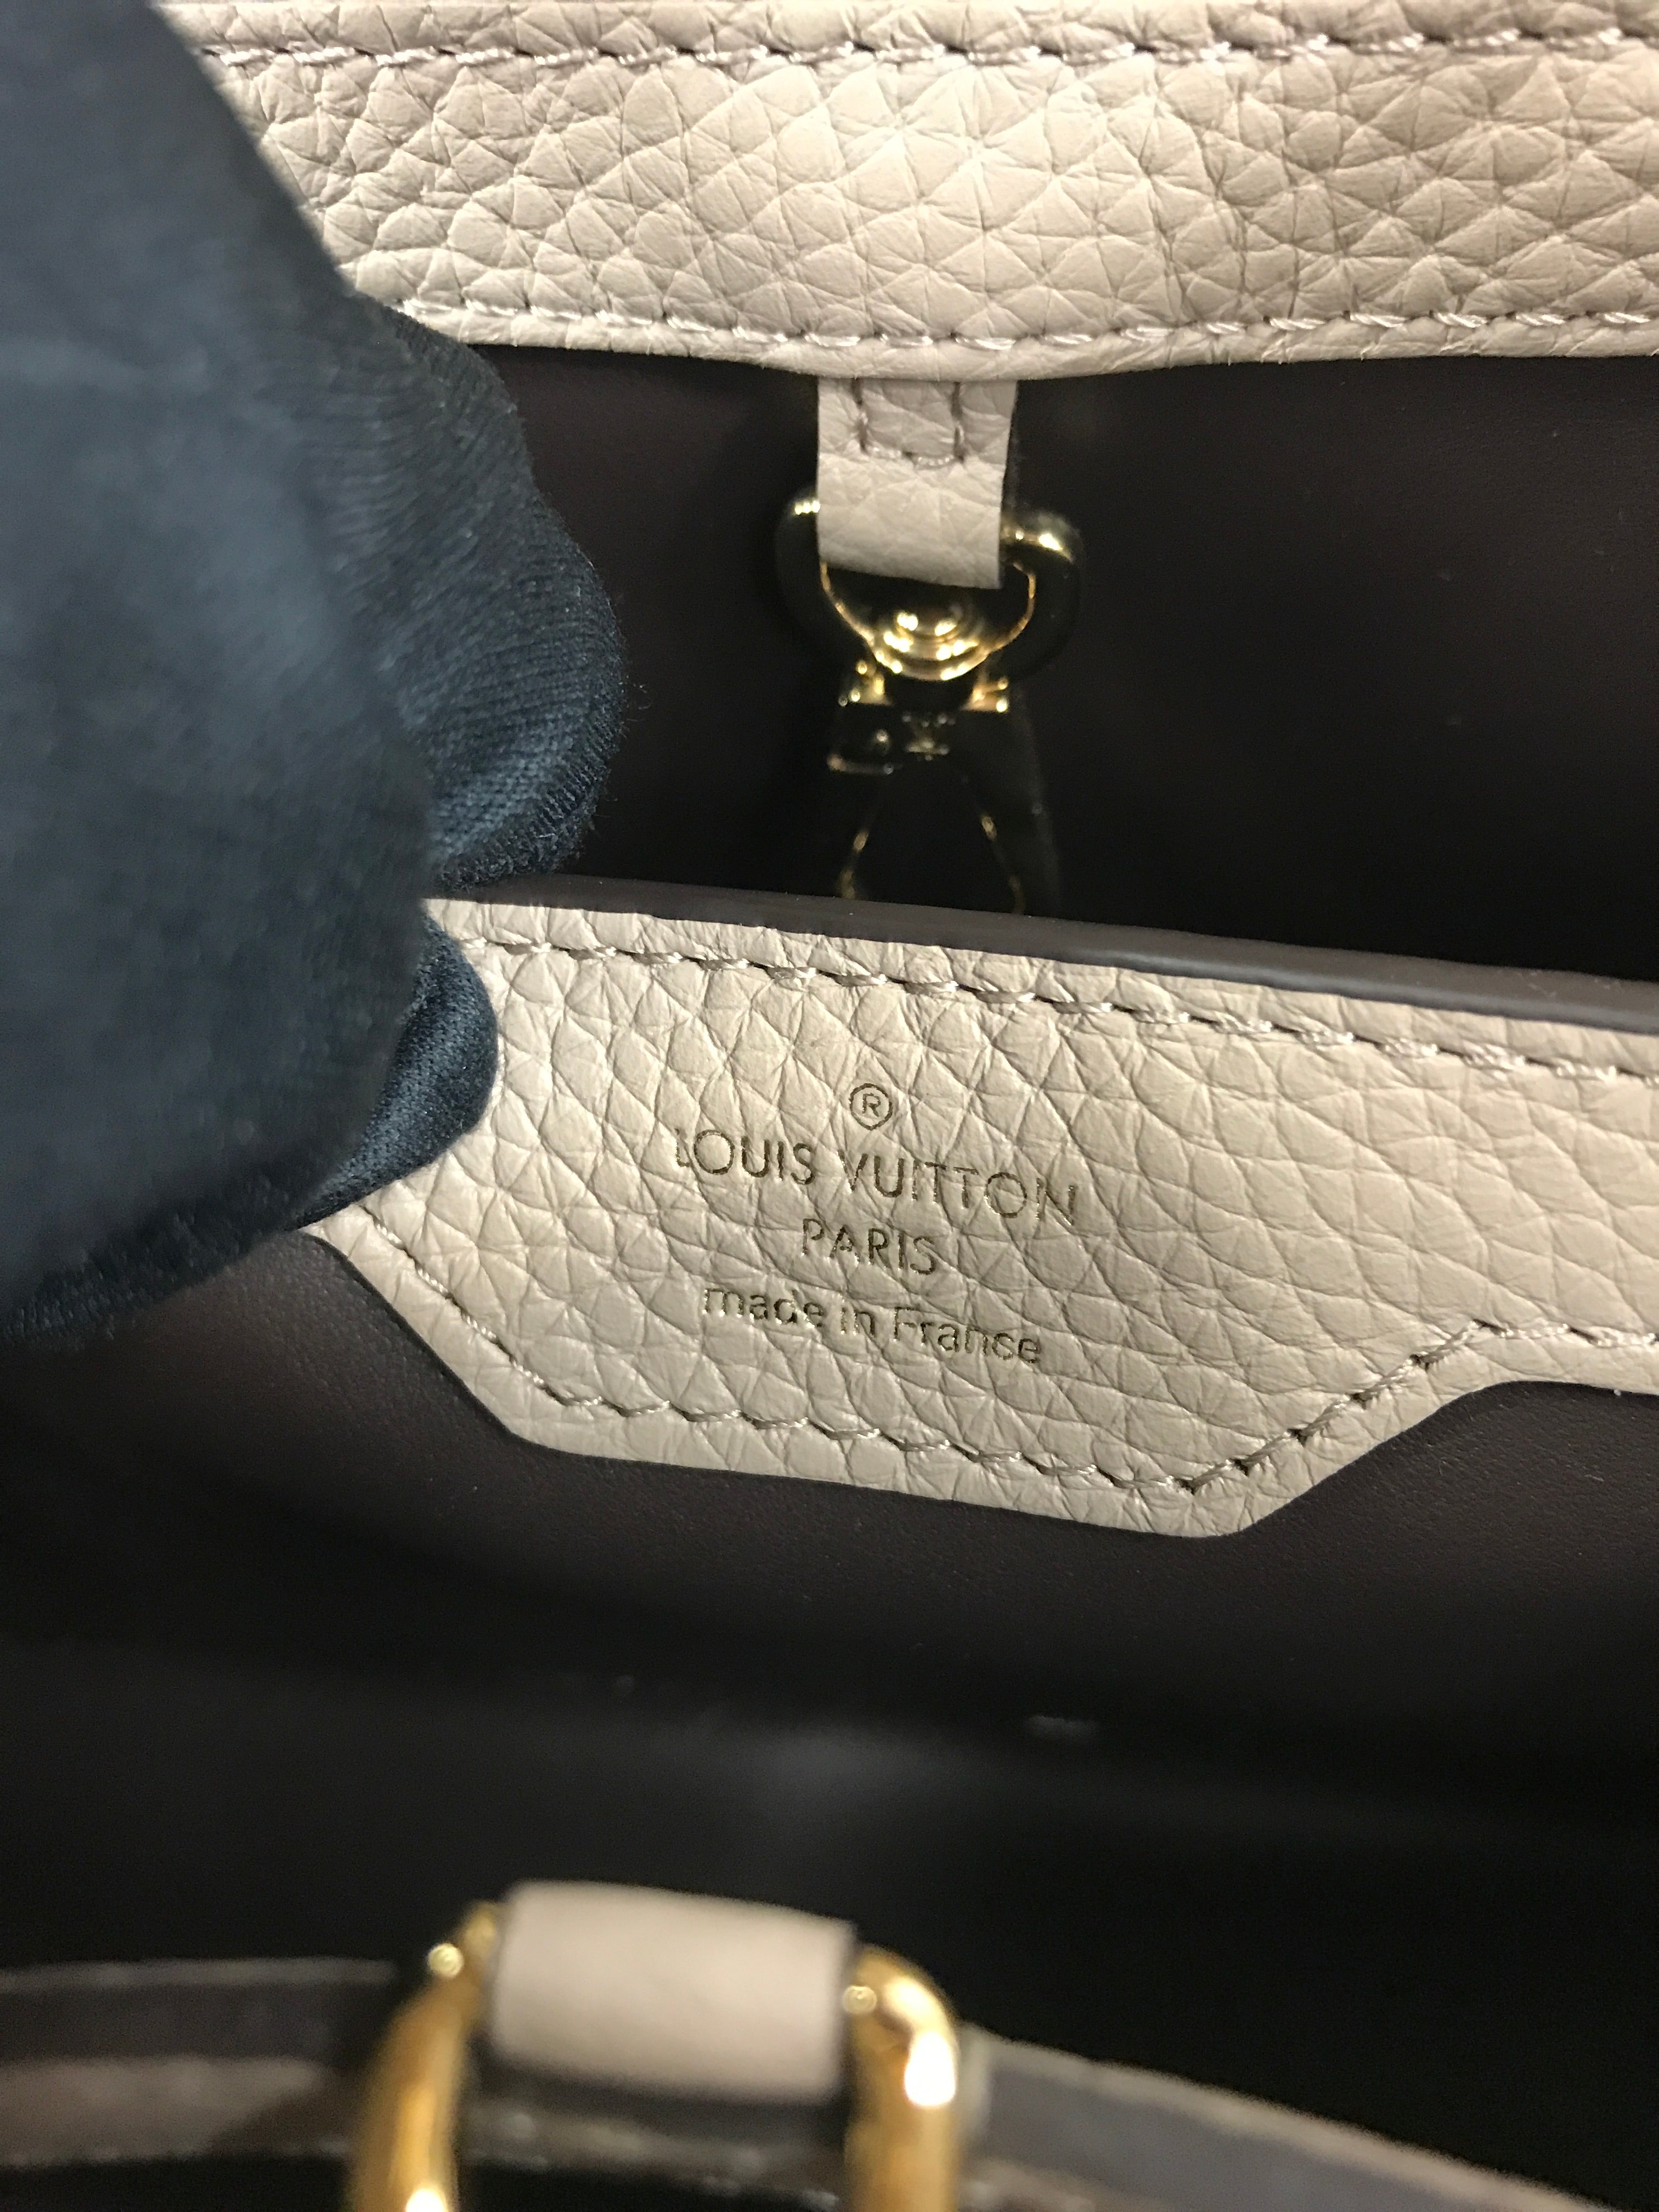 ®
LOUIS VUITTON
PARIS
made in France